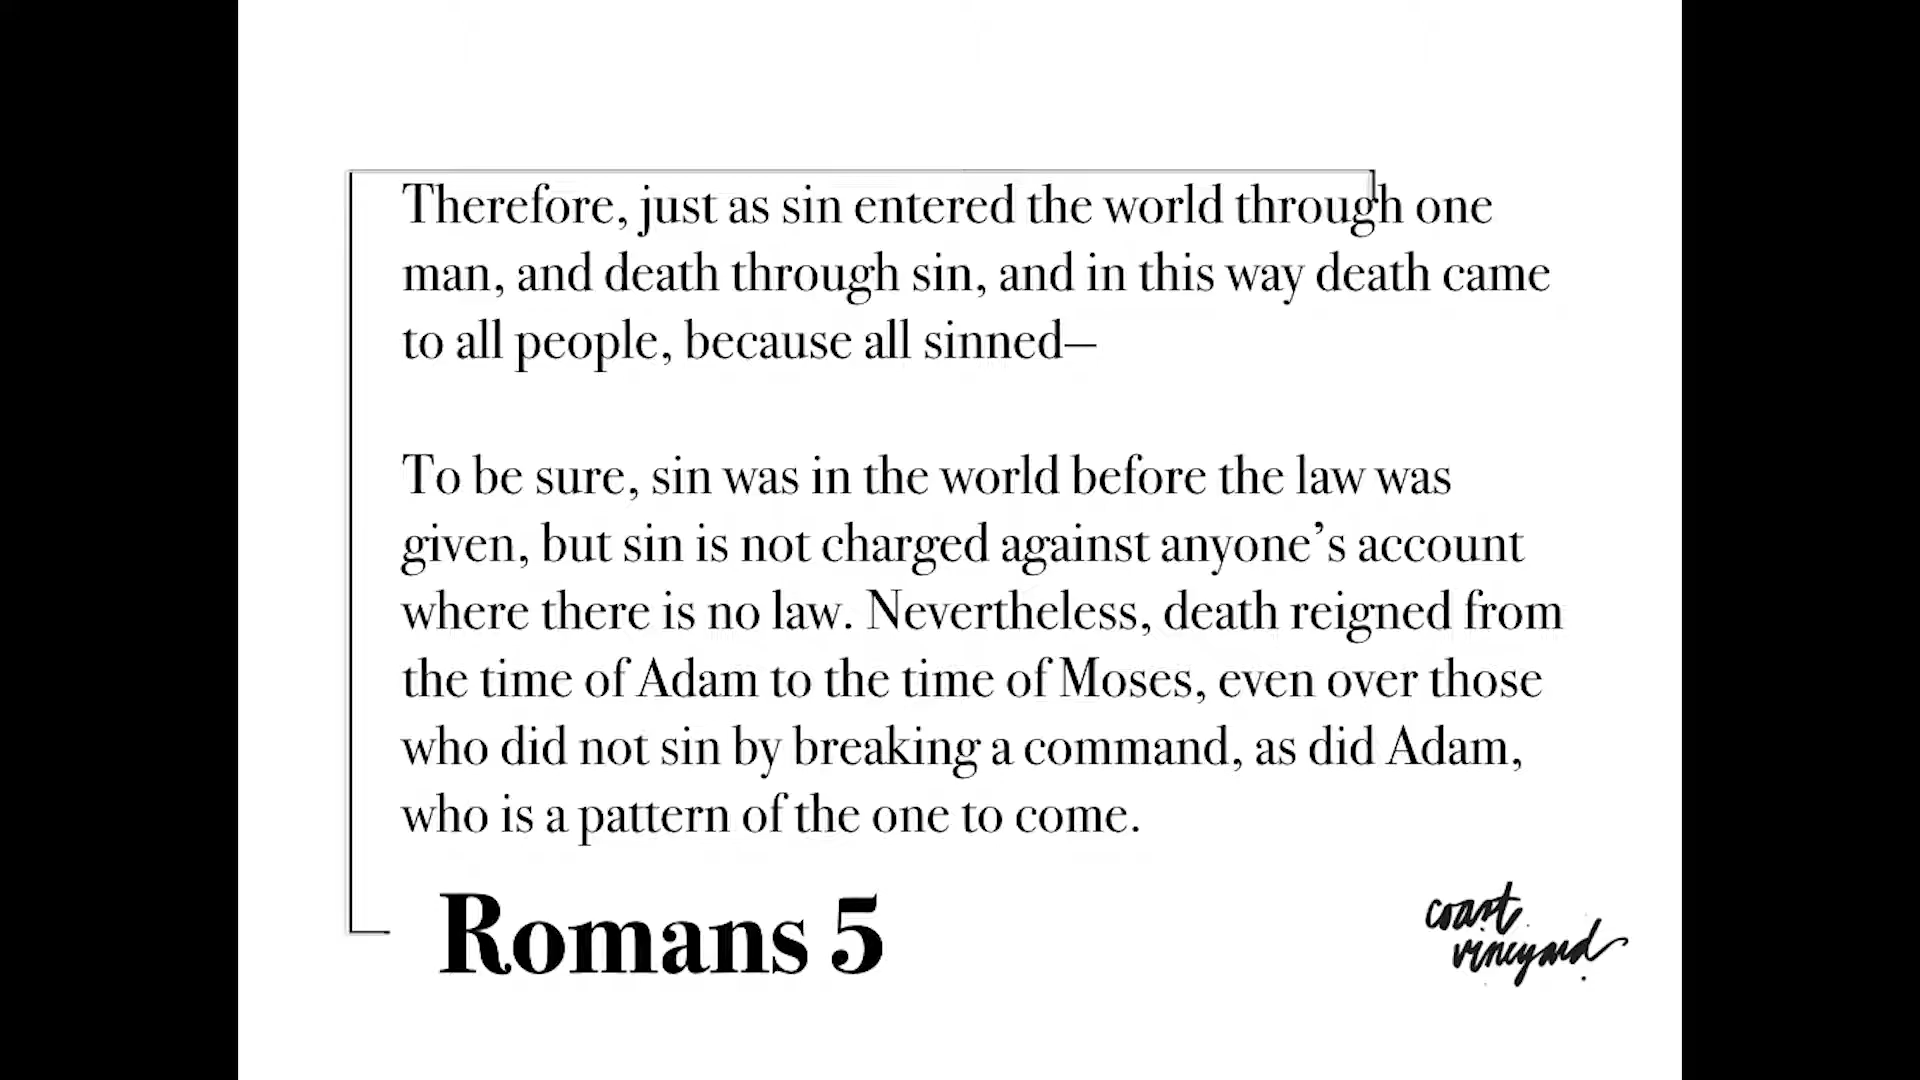 Therefore, just as sin entered the world through one
man, and death through sin, and in this way death came
to all people, because all sinned—
To be sure, sin was in the world before the law was
given, but sin is not charged against anyone’s account
where there is no law. Nevertheless, death reigned from
the time of Adam to the time of Moses, even over those
who did not sin by breaking a command, as did Adam,
who is a pattern of the one to come.
Romans 5
coast
vineyard